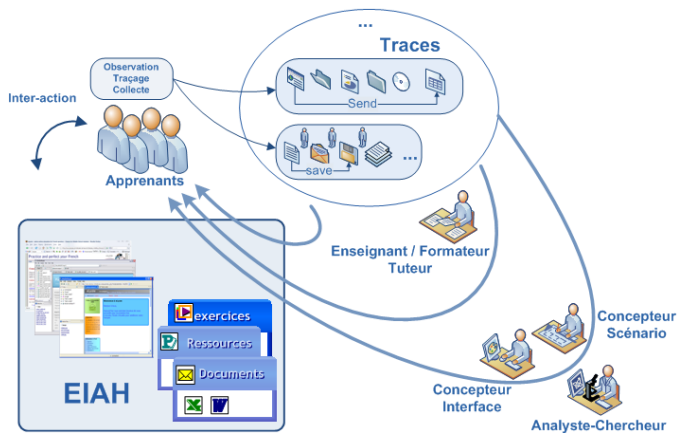 ...
Traces
Observation
Traçage
Collecte
Send
Inter-action
save
...
Apprenants
Enseignant / Formateur
Tuteur
exercices
Ressources
Documents
EIAH
Concepteur
Scénario
Concepteur
Interface
Analyste-Chercheur